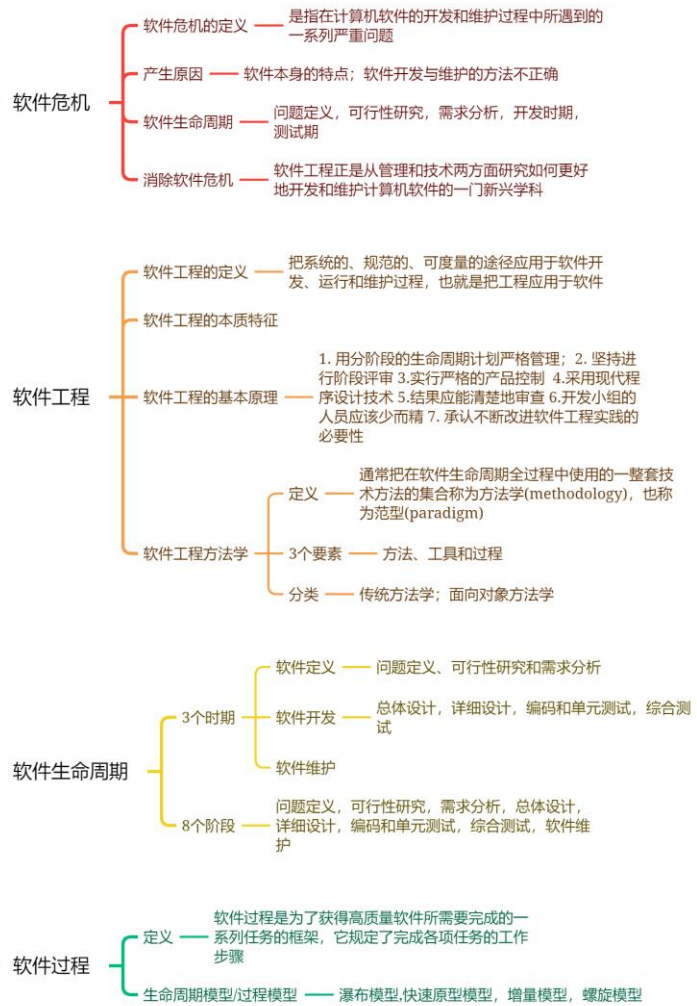 软件危机
软件危机的定义
是指在计算机软件的开发和维护过程中所遇到的
一系列严重问题
产生原因
软件本身的特点；软件开发与维护的方法不正确
软件生命周期
问题定义，可行性研究，需求分析，开发时期，
测试期
消除软件危机
软件工程正是从管理和技术两方面研究如何更好
地开发和维护计算机软件的一门新兴学科
软件工程
软件工程的定义
把系统的、规范的、可度量的途径应用于软件开
发、运行和维护过程，也就是把工程应用于软件
软件工程的本质特征
软件工程的基本原理
1. 用分阶段的生命周期计划严格管理；2. 坚持进
行阶段评审 3.实行严格的产品控制 4.采用现代程
序设计技术 5.结果应能清楚地审查 6.开发小组的
人员应该少而精 7. 承认不断改进软件工程实践的
必要性
软件工程方法学
定义
通常把在软件生命周期全过程中使用的一整套技
术方法的集合称为方法学(methodology)，也称
为范型(paradigm)
3个要素
方法、工具和过程
分类
传统方法学；面向对象方法学
软件生命周期
3个时期
软件定义
问题定义、可行性研究和需求分析
软件开发
总体设计，详细设计，编码和单元测试，综合测
试
软件维护
8个阶段
问题定义，可行性研究，需求分析，总体设计，
详细设计，编码和单元测试，综合测试，软件维
护
软件过程
定义
软件过程是为了获得高质量软件所需要完成的一
系列任务的框架，它规定了完成各项任务的工作
步骤
生命周期模型/过程模型
瀑布模型,快速原型模型，增量模型，螺旋模型